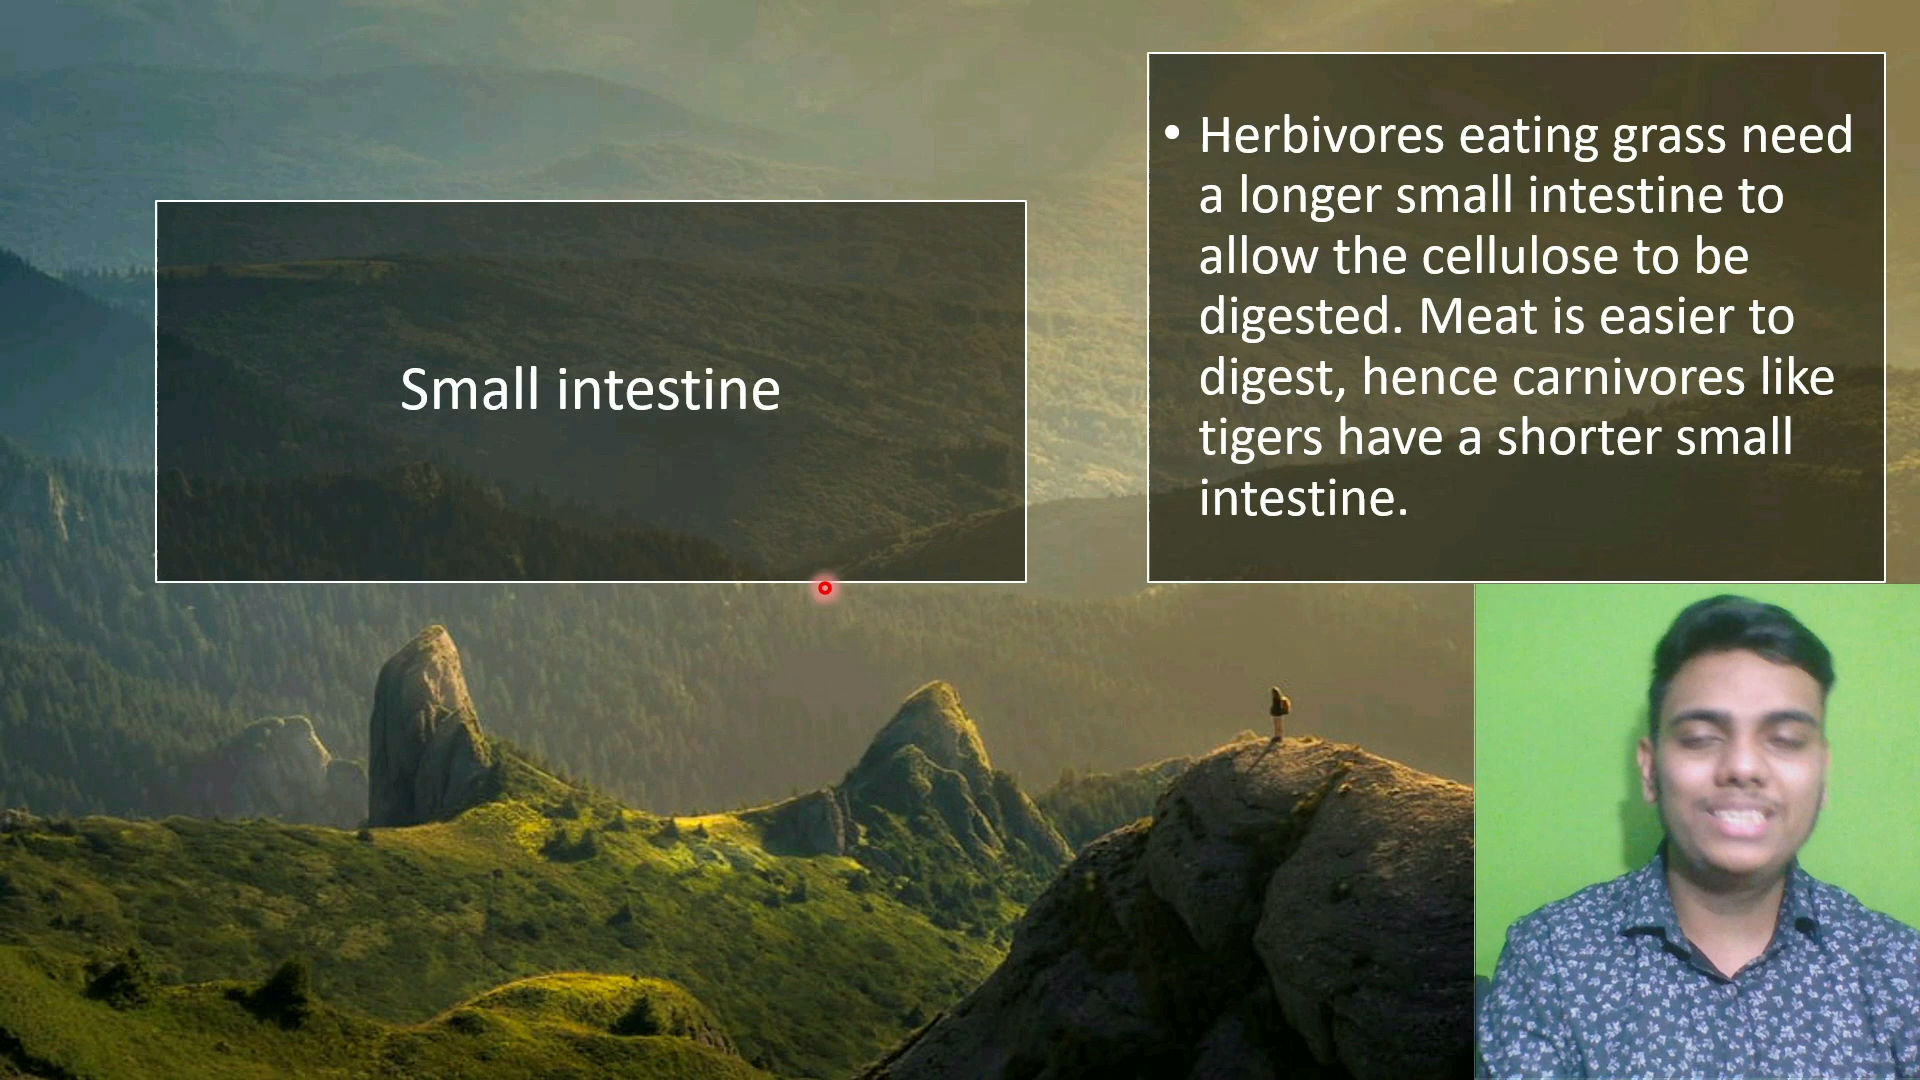 Small intestine
• Herbivores eating grass need
a longer small intestine to
allow the cellulose to be
digested. Meat is easier to
digest, hence carnivores like
tigers have a shorter small
intestine.